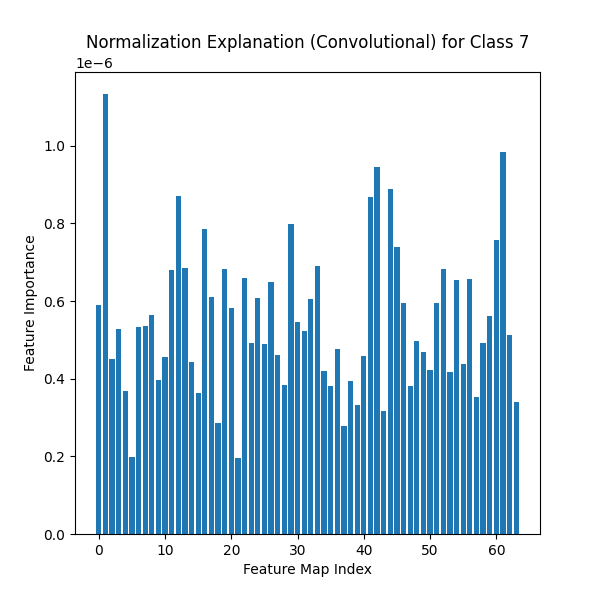 Normalization Explanation (Convolutional) for Class 7
1e−6
1.0
0.8
0.6
0.4
0.2
0.0
Feature Importance
0 10 20 30 40 50 60
Feature Map Index